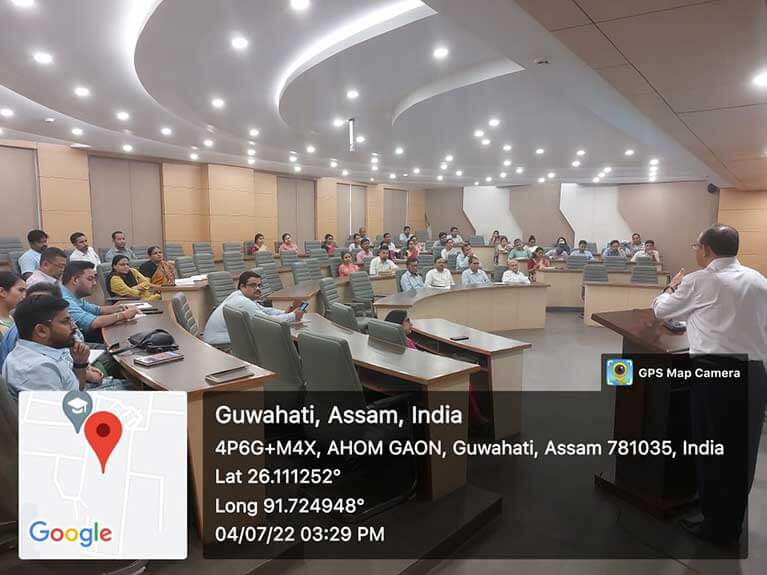 GPS Map Camera
Guwahati, Assam, India
4P6G+M4X, AHOM GAON, Guwahati, Assam 781035, India
Lat 26.111252°
Long 91.724948°
04/07/22 03:29 PM
Google